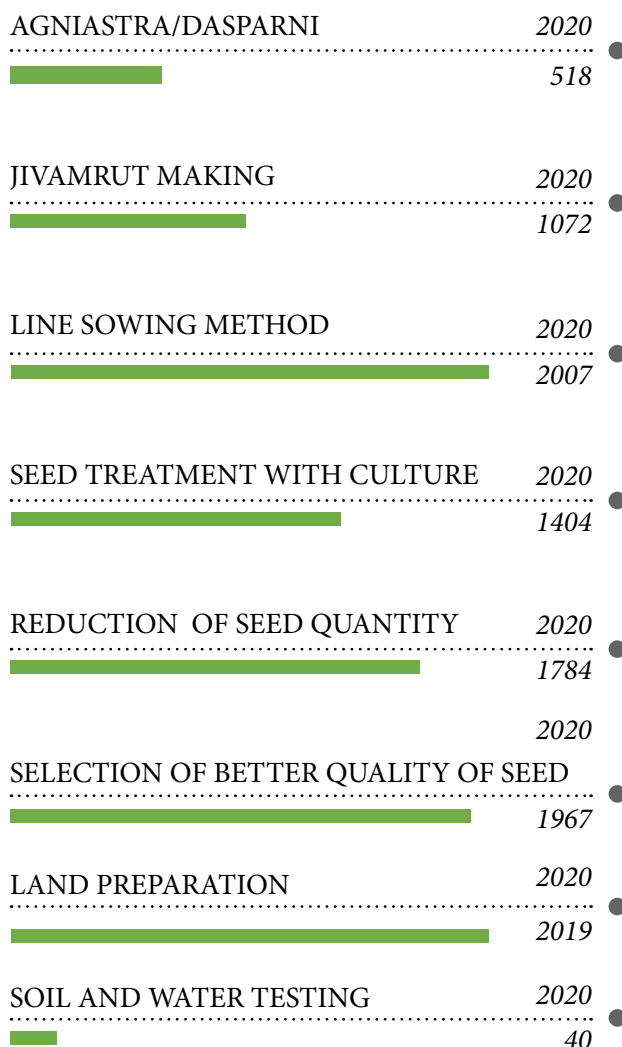 AGNIASTRA/DASPARNI 2020
518
JIVAMRUT MAKING 2020
1072
LINE SOWING METHOD 2020
2007
SEED TREATMENT WITH CULTURE 2020
1404
REDUCTION OF SEED QUANTITY 2020
1784
2020
SELECTION OF BETTER QUALITY OF SEED
1967
LAND PREPARATION 2020
2019
SOIL AND WATER TESTING 2020
40